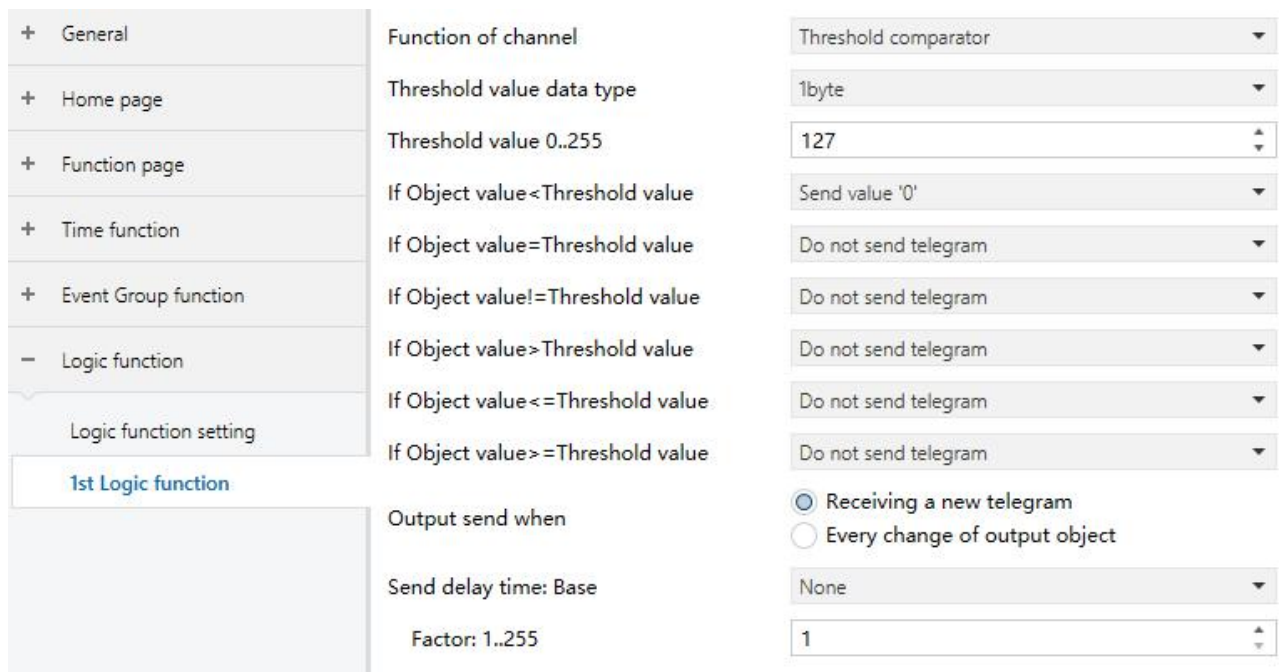 + General
+ Home page
+ Function page
+ Time function
+ Event Group function
− Logic function
Logic function setting
1st Logic function
Function of channel Threshold comparator
Threshold value data type 1byte
Threshold value 0..255 127
If Object value<Threshold value Send value '0'
If Object value=Threshold value Do not send telegram
If Object value!=Threshold value Do not send telegram
If Object value>Threshold value Do not send telegram
If Object value<=Threshold value Do not send telegram
If Object value>=Threshold value Do not send telegram
Output send when
Receiving a new telegram
Every change of output object
Send delay time: Base None
Factor: 1..255 1